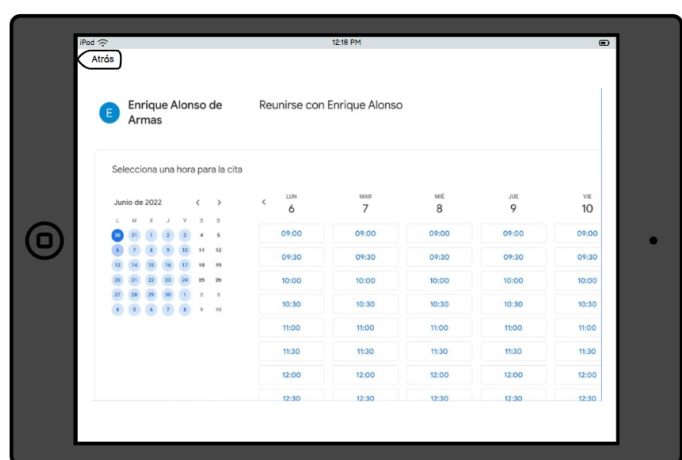 iPod 12:18 PM
Atrás
E Enrique Alonso de Armas
Reunirse con Enrique Alonso
Selecciona una hora para la cita
Junio de 2022 < >
L M X J V S D
30 31 1 2 3 4 5
6 7 8 9 10 11 12
13 14 15 16 17 18 19
20 21 22 23 24 25 26
27 28 29 30 1 2 3
4 5 6 7 8 9 10
< LUN MAR MIÉ JUE VIE
6 7 8 9 10
09:00 09:00 09:00 09:00 09:00
09:30 09:30 09:30 09:30 09:30
10:00 10:00 10:00 10:00 10:00
10:30 10:30 10:30 10:30 10:30
11:00 11:00 11:00 11:00 11:00
11:30 11:30 11:30 11:30 11:30
12:00 12:00 12:00 12:00 12:00
12:30 12:30 12:30 12:30 12:30